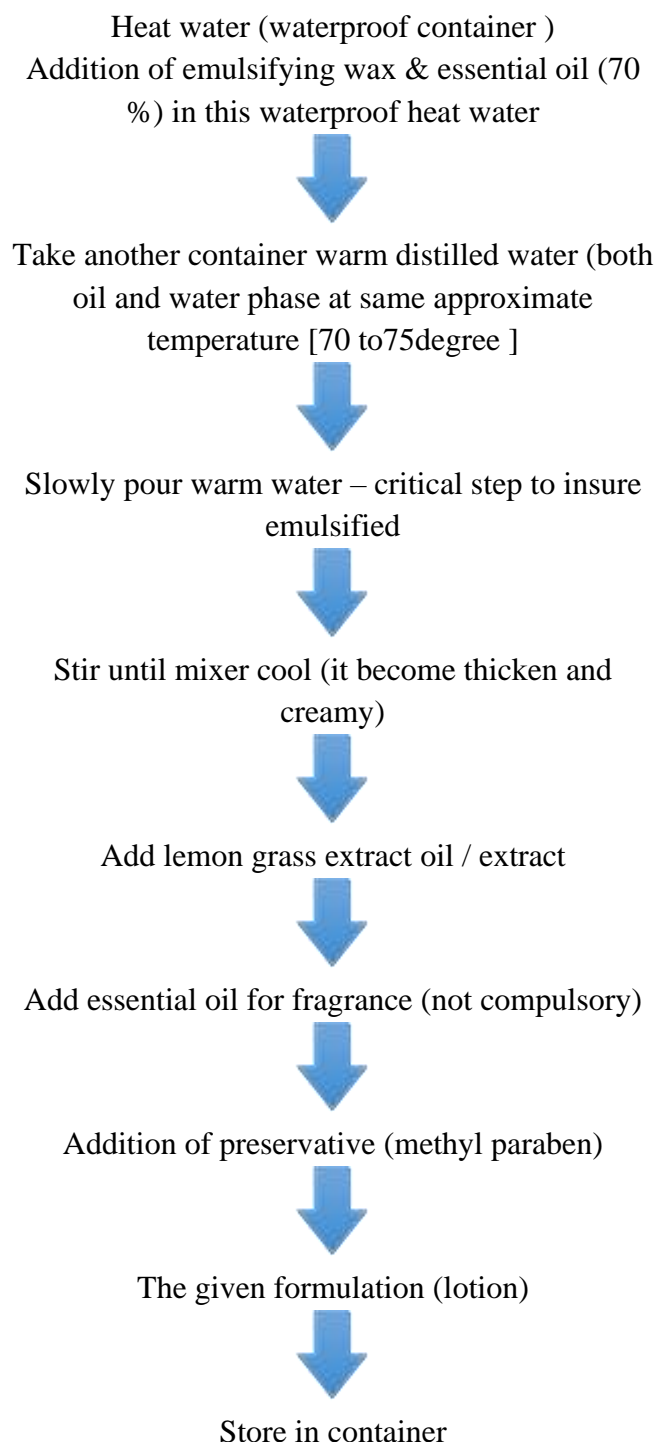 Heat water (waterproof container )
Addition of emulsifying wax & essential oil (70
%) in this waterproof heat water
Take another container warm distilled water (both
oil and water phase at same approximate
temperature [70 to75degree ]
Slowly pour warm water – critical step to insure
emulsified
Stir until mixer cool (it become thicken and
creamy)
Add lemon grass extract oil / extract
Add essential oil for fragrance (not compulsory)
Addition of preservative (methyl paraben)
The given formulation (lotion)
Store in container